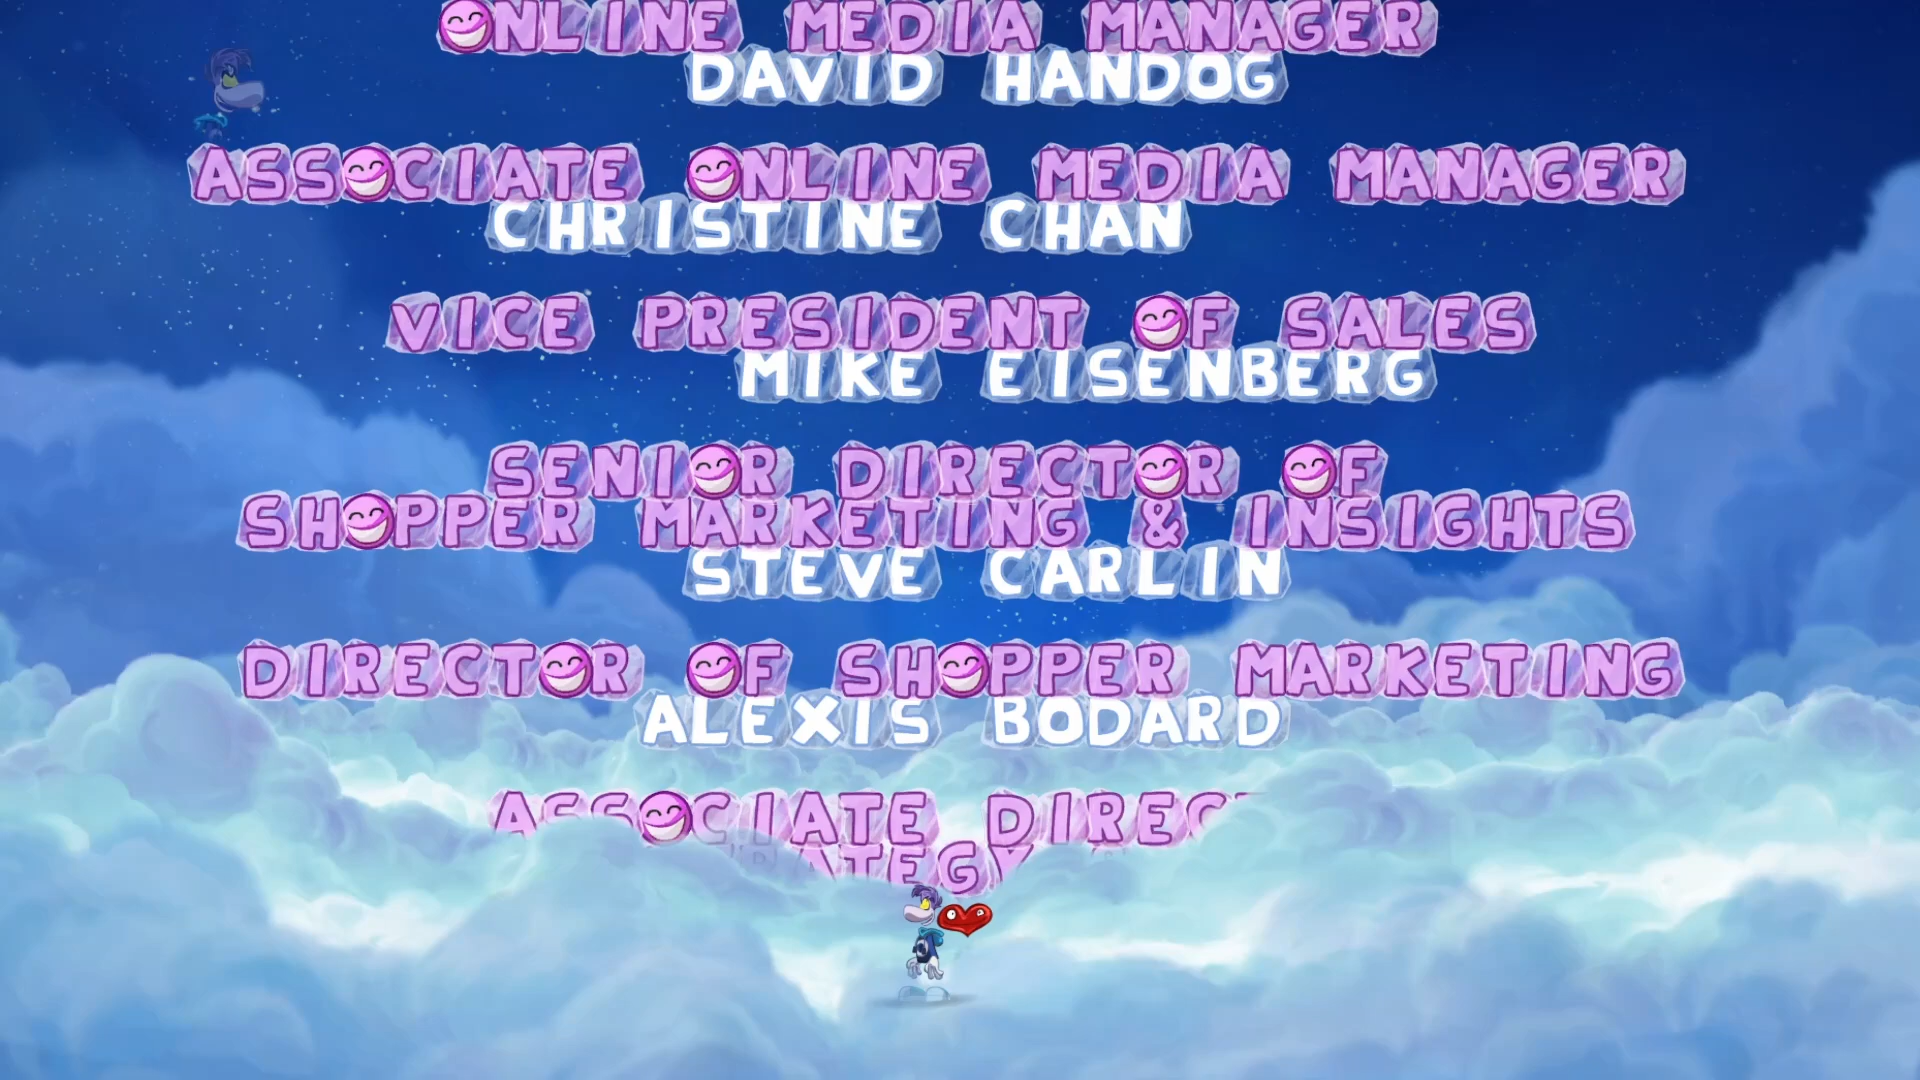 ONLINE MEDIA MANAGER
DAVID HANDOG
ASSOCIATE ONLINE MEDIA MANAGER
CHRISTINE CHAN
VICE PRESIDENT OF SALES
MIKE EISENBERG
SENIOR DIRECTOR OF
SHOPPER MARKETING & INSIGHTS
STEVE CARLIN
DIRECTOR OF SHOPPER MARKETING
ALEXIS BODARD
ASSOCIATE